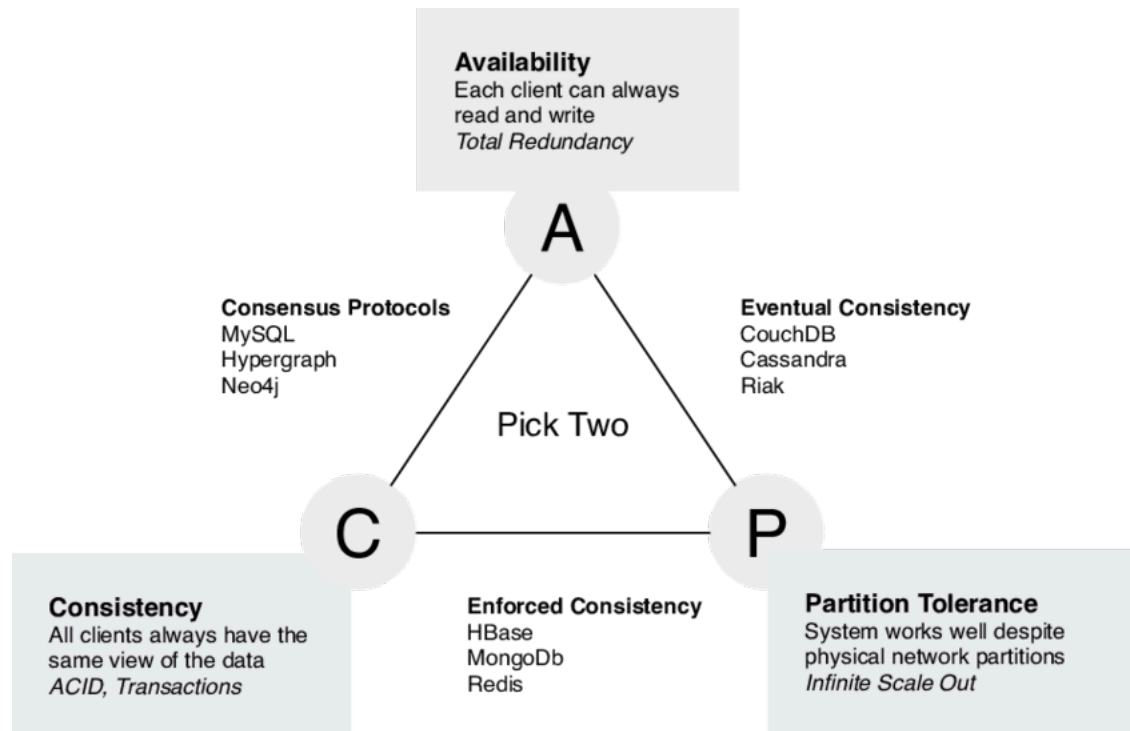 Availability
Each client can always
read and write
Total Redundancy
A
Consensus Protocols
MySQL
Hypergraph
Neo4j
Eventual Consistency
CouchDB
Cassandra
Riak
Pick Two
C
P
Consistency
All clients always have the
same view of the data
ACID, Transactions
Enforced Consistency
HBase
MongoDb
Redis
Partition Tolerance
System works well despite
physical network partitions
Infinite Scale Out